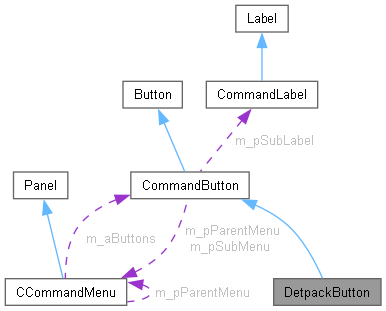 Label
Button
CommandLabel
m_pSubLabel
Panel
CommandButton
m_aButtons
m_pParentMenu
m_pSubMenu
CCommandMenu
m_pParentMenu
DetpackButton